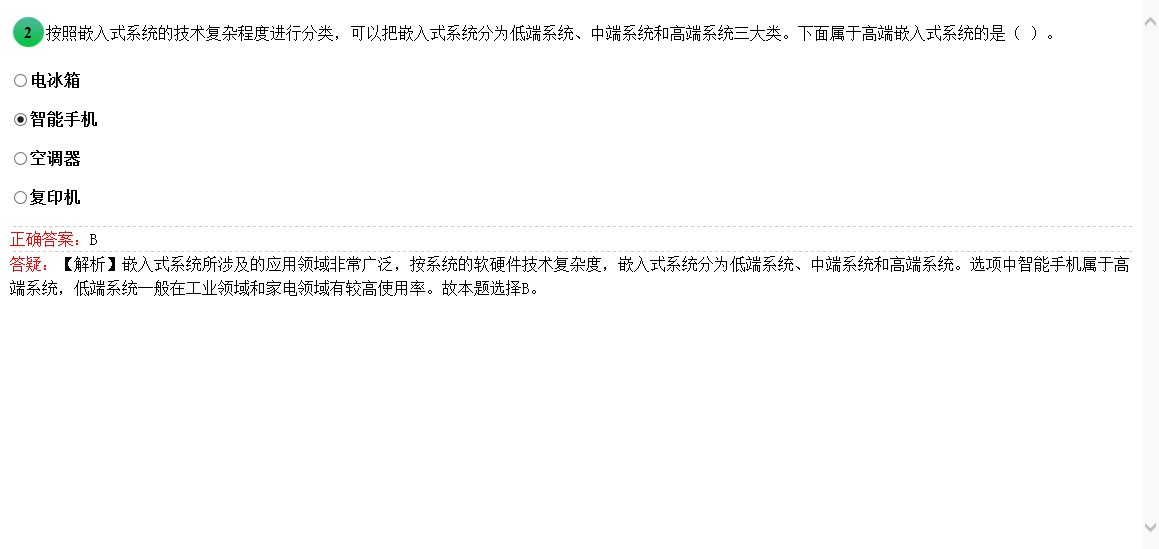 2 按照嵌入式系统的技术复杂程度进行分类，可以把嵌入式系统分为低端系统、中端系统和高端系统三大类。下面属于高端嵌入式系统的是（ ）。
电冰箱
智能手机
空调器
复印机
正确答案：B
答疑：【解析】嵌入式系统所涉及的应用领域非常广泛，按系统的软硬件技术复杂度，嵌入式系统分为低端系统、中端系统和高端系统。选项中智能手机属于高
端系统，低端系统一般在工业领域和家电领域有较高使用率。故本题选择B。